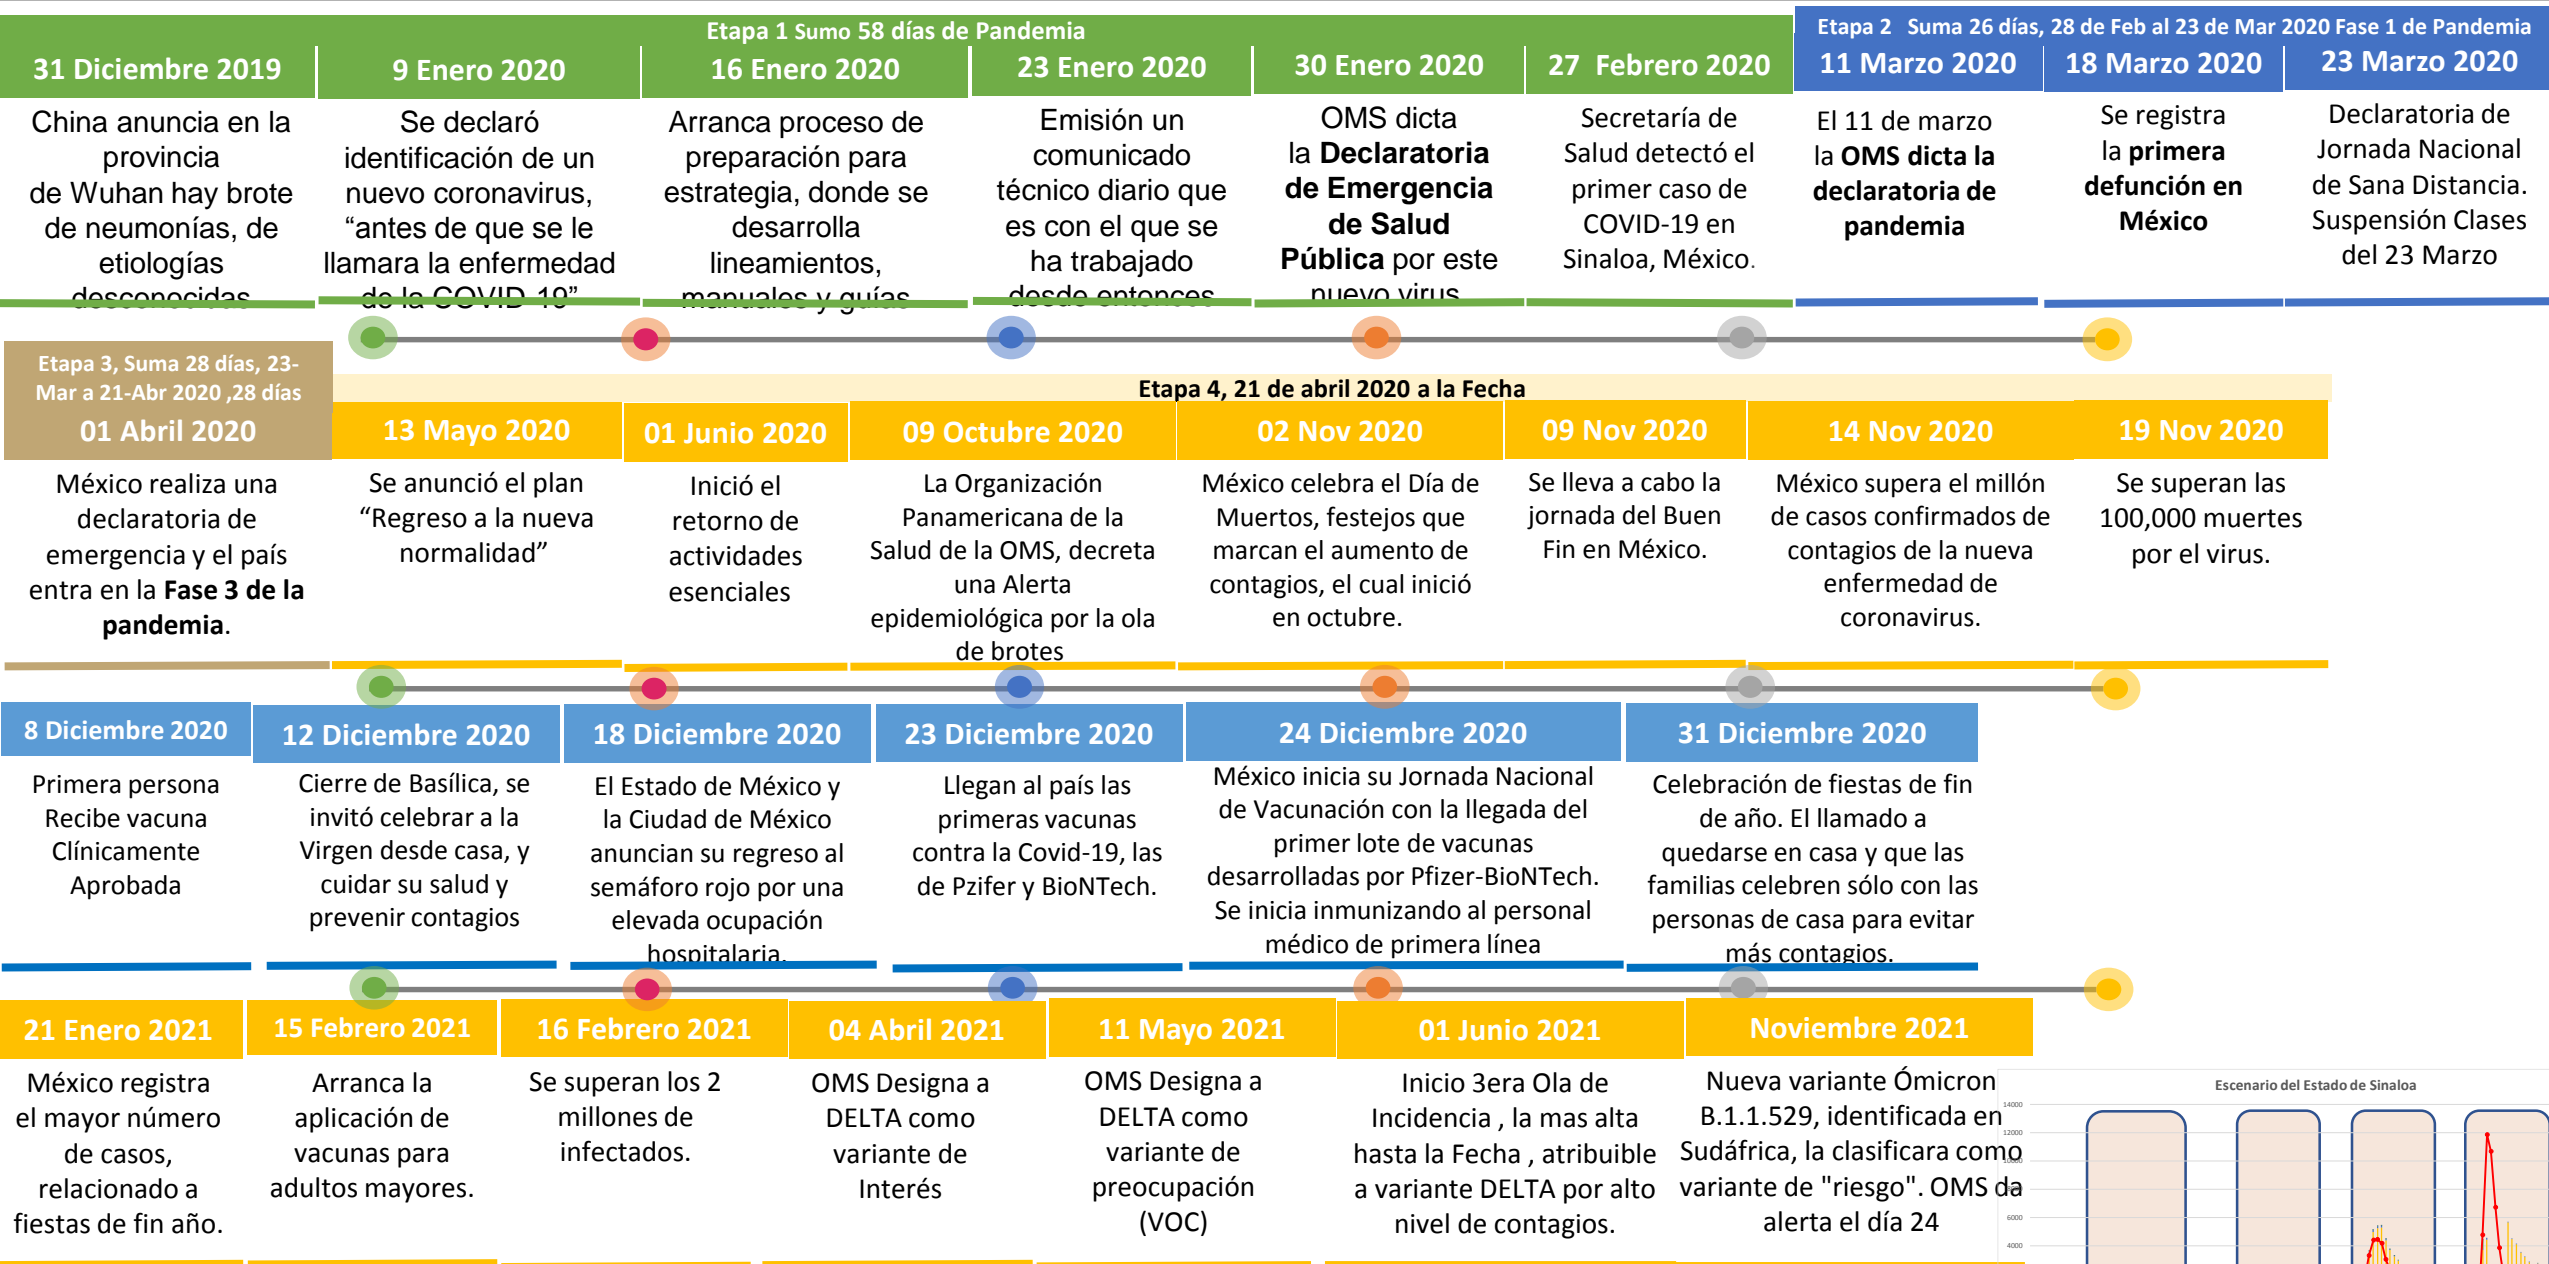 Etapa 1 Sumo 58 días de Pandemia
Etapa 2 Suma 26 días, 28 de Feb al 23 de Mar 2020 Fase 1 de Pandemia
31 Diciembre 2019
China anuncia en la
provincia
de Wuhan hay brote
de neumonías, de
etiologías
desconocidas
9 Enero 2020
Se declaró
identificación de un
nuevo coronavirus,
“antes de que se le
llamara la enfermedad
de la COVID-19”
16 Enero 2020
Arranca proceso de
preparación para
estrategia, donde se
desarrolla
lineamientos,
manuales y guías
23 Enero 2020
Emisión un
comunicado
técnico diario que
es con el que se
ha trabajado
desde entonces
30 Enero 2020
OMS dicta
la Declaratoria
de Emergencia
de Salud
Pública por este
nuevo virus
27 Febrero 2020
Secretaría de
Salud detectó el
primer caso de
COVID-19 en
Sinaloa, México.
11 Marzo 2020
El 11 de marzo
la OMS dicta la
declaratoria de
pandemia
18 Marzo 2020
Se registra
la primera
defunción en
México
23 Marzo 2020
Declaratoria de
Jornada Nacional
de Sana Distancia.
Suspensión Clases
del 23 Marzo
Etapa 3, Suma 28 días, 23-
Mar a 21-Abr 2020 ,28 días
Etapa 4, 21 de abril 2020 a la Fecha
01 Abril 2020
México realiza una
declaratoria de
emergencia y el país
entra en la Fase 3 de la
pandemia.
13 Mayo 2020
Se anunció el plan
“Regreso a la nueva
normalidad”
01 Junio 2020
Inició el
retorno de
actividades
esenciales
09 Octubre 2020
La Organización
Panamericana de la
Salud de la OMS, decreta
una Alerta
epidemiológica por la ola
de brotes
02 Nov 2020
México celebra el Día de
Muertos, festejos que
marcan el aumento de
contagios, el cual inició
en octubre.
09 Nov 2020
Se lleva a cabo la
jornada del Buen
Fin en México.
14 Nov 2020
México supera el millón
de casos confirmados de
contagios de la nueva
enfermedad de
coronavirus.
19 Nov 2020
Se superan las
100,000 muertes
por el virus.
8 Diciembre 2020
Primera persona
Recibe vacuna
Clínicamente
Aprobada
12 Diciembre 2020
Cierre de Basílica, se
invitó celebrar a la
Virgen desde casa, y
cuidar su salud y
prevenir contagios
18 Diciembre 2020
El Estado de México y
la Ciudad de México
anuncian su regreso al
semáforo rojo por una
elevada ocupación
hospitalaria.
23 Diciembre 2020
Llegan al país las
primeras vacunas
contra la Covid-19, las
de Pzifer y BioNTech.
24 Diciembre 2020
México inicia su Jornada Nacional
de Vacunación con la llegada del
primer lote de vacunas
desarrolladas por Pfizer-BioNTech.
Se inicia inmunizando al personal
médico de primera línea
31 Diciembre 2020
Celebración de fiestas de fin
de año. El llamado a
quedarse en casa y que las
familias celebren sólo con las
personas de casa para evitar
más contagios.
21 Enero 2021
México registra
el mayor número
de casos,
relacionado a
fiestas de fin año.
15 Febrero 2021
Arranca la
aplicación de
vacunas para
adultos mayores.
16 Febrero 2021
Se superan los 2
millones de
infectados.
04 Abril 2021
OMS Designa a
DELTA como
variante de
Interés
11 Mayo 2021
OMS Designa a
DELTA como
variante de
preocupación
(VOC)
01 Junio 2021
Inicio 3era Ola de
Incidencia , la mas alta
hasta la Fecha , atribuible
a variante DELTA por alto
nivel de contagios.
Noviembre 2021
Nueva variante Ómicron
B.1.1.529, identificada en
Sudáfrica, la clasificara como
variante de "riesgo". OMS da
alerta el día 24
Escenario del Estado de Sinaloa
14000
12000
10000
6000
4000